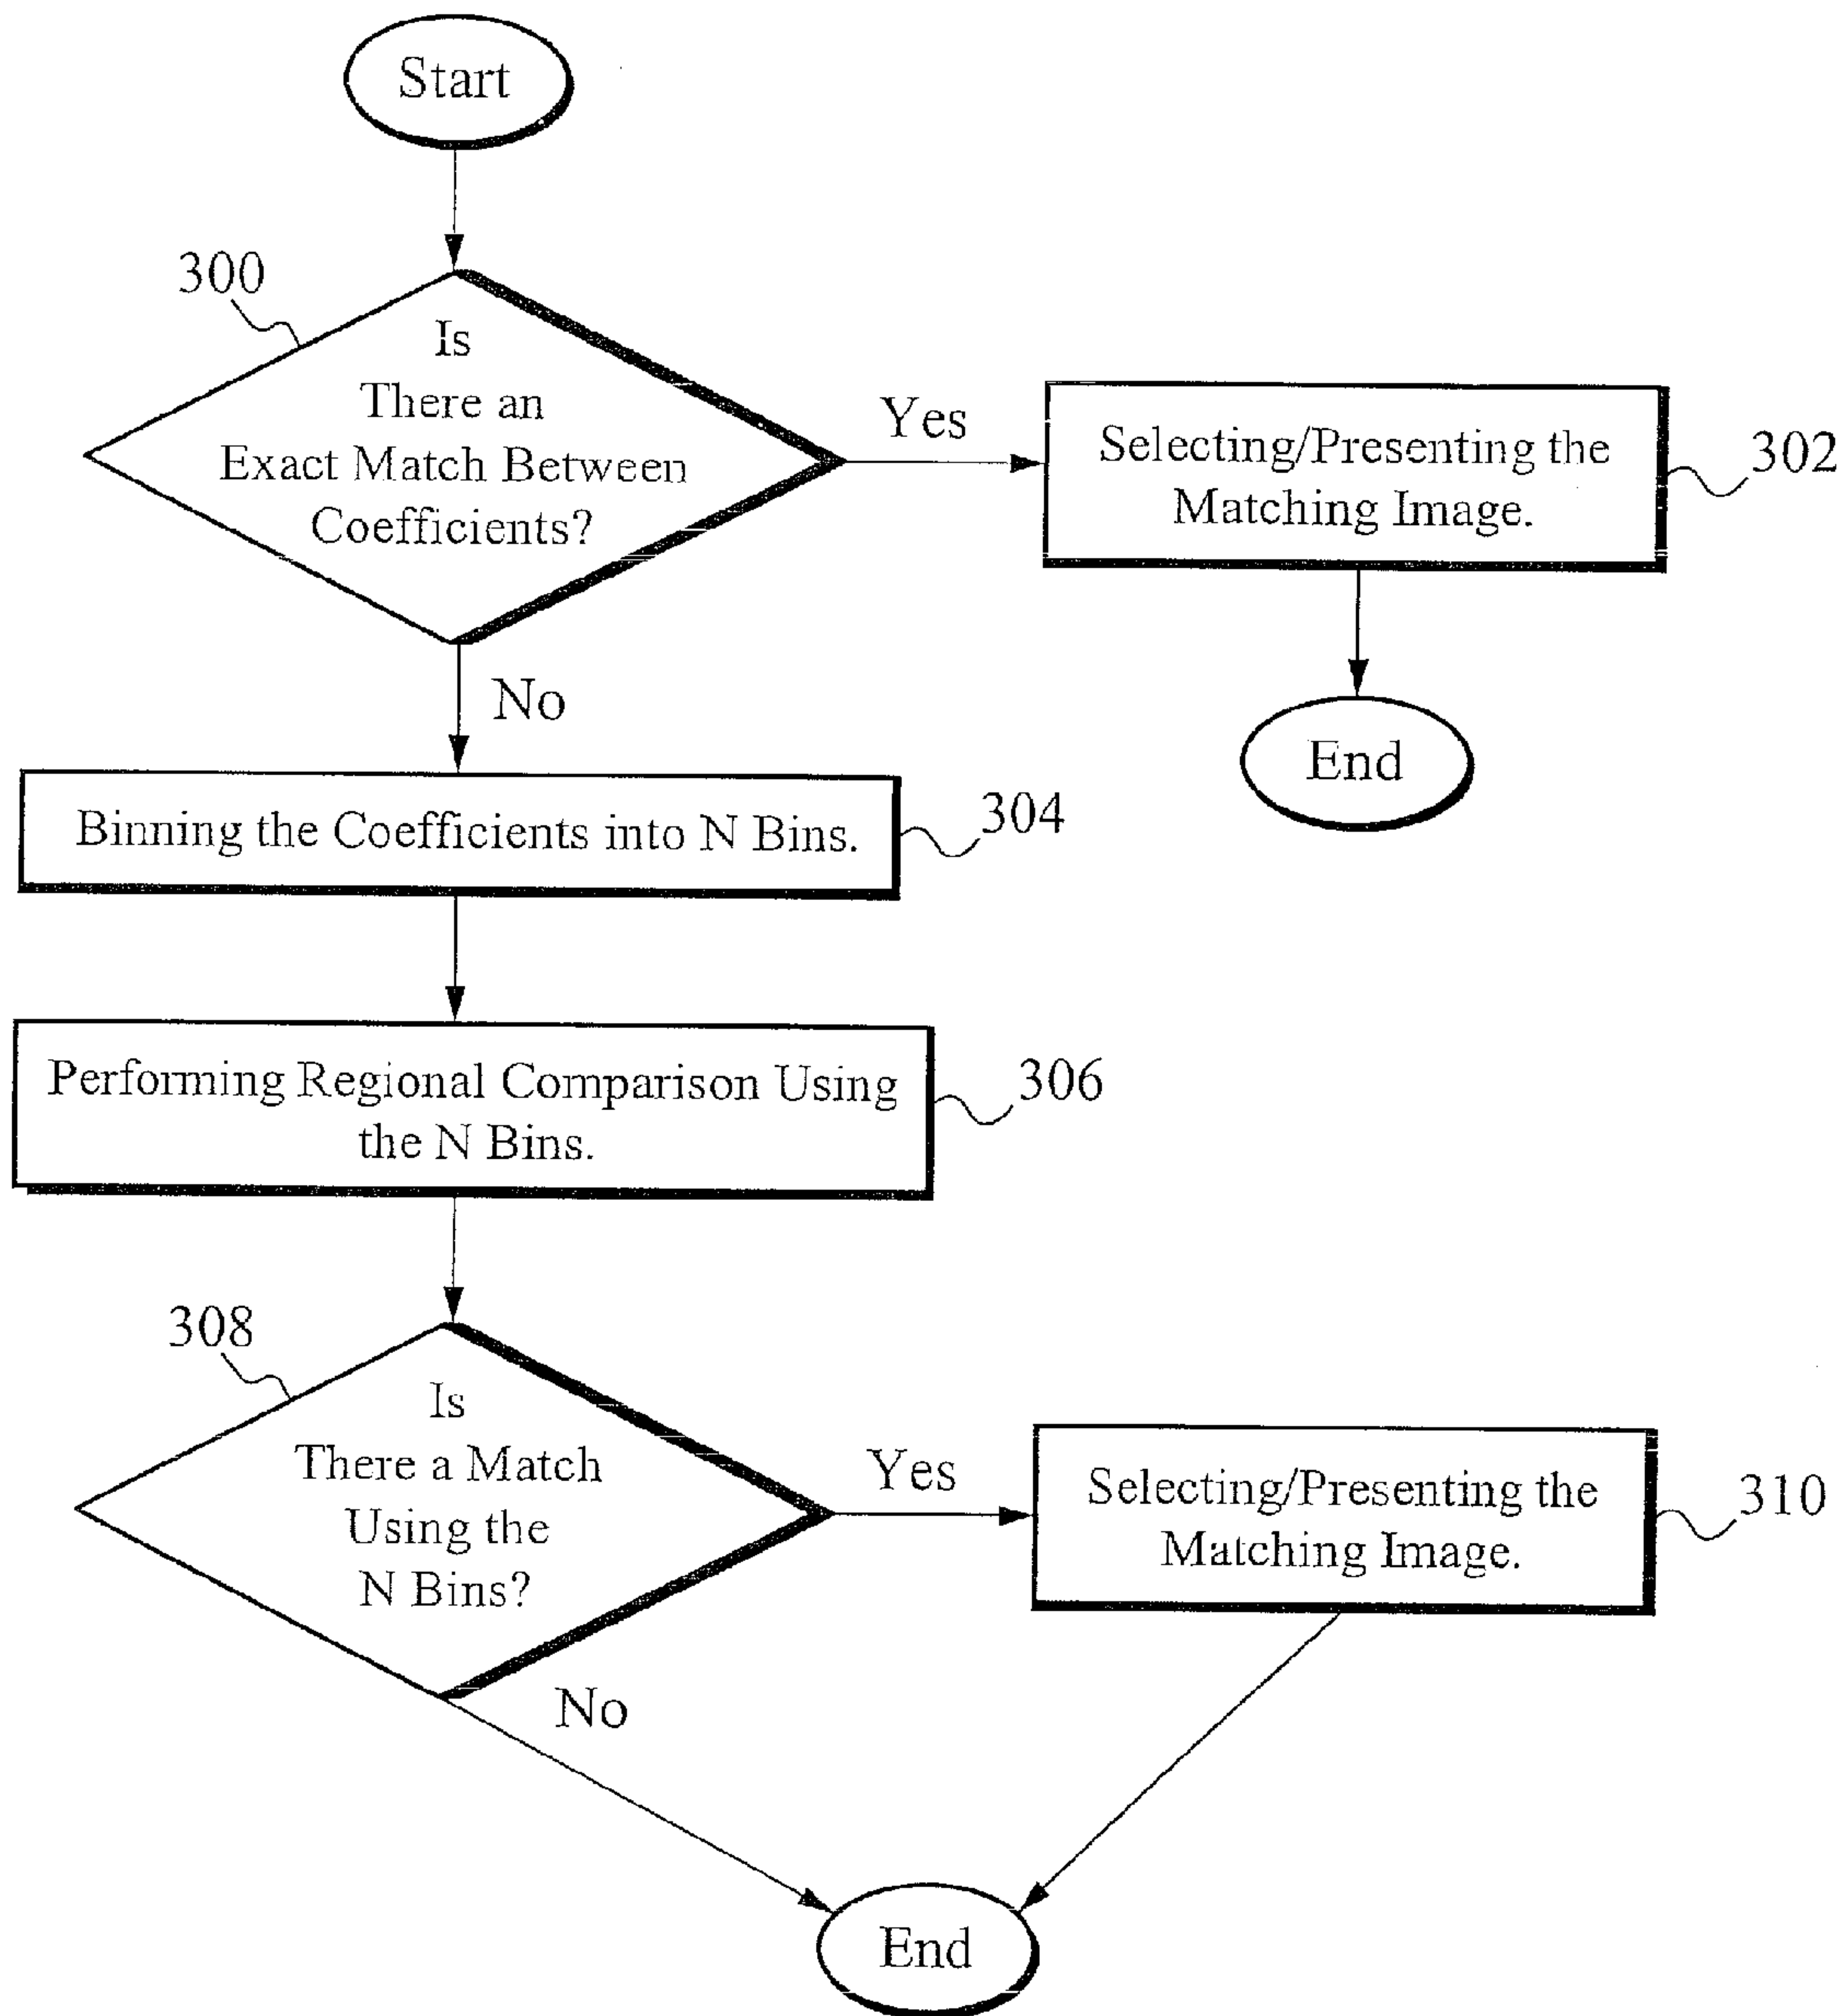 Start
300
Is
There an
Exact Match Between
Coefficients?
Yes
Selecting/Presenting the
Matching Image.
302
No
End
Binning the Coefficients into N Bins.
304
Performing Regional Comparison Using
the N Bins.
306
308
Is
There a Match
Using the
N Bins?
Yes
Selecting/Presenting the
Matching Image.
310
No
End